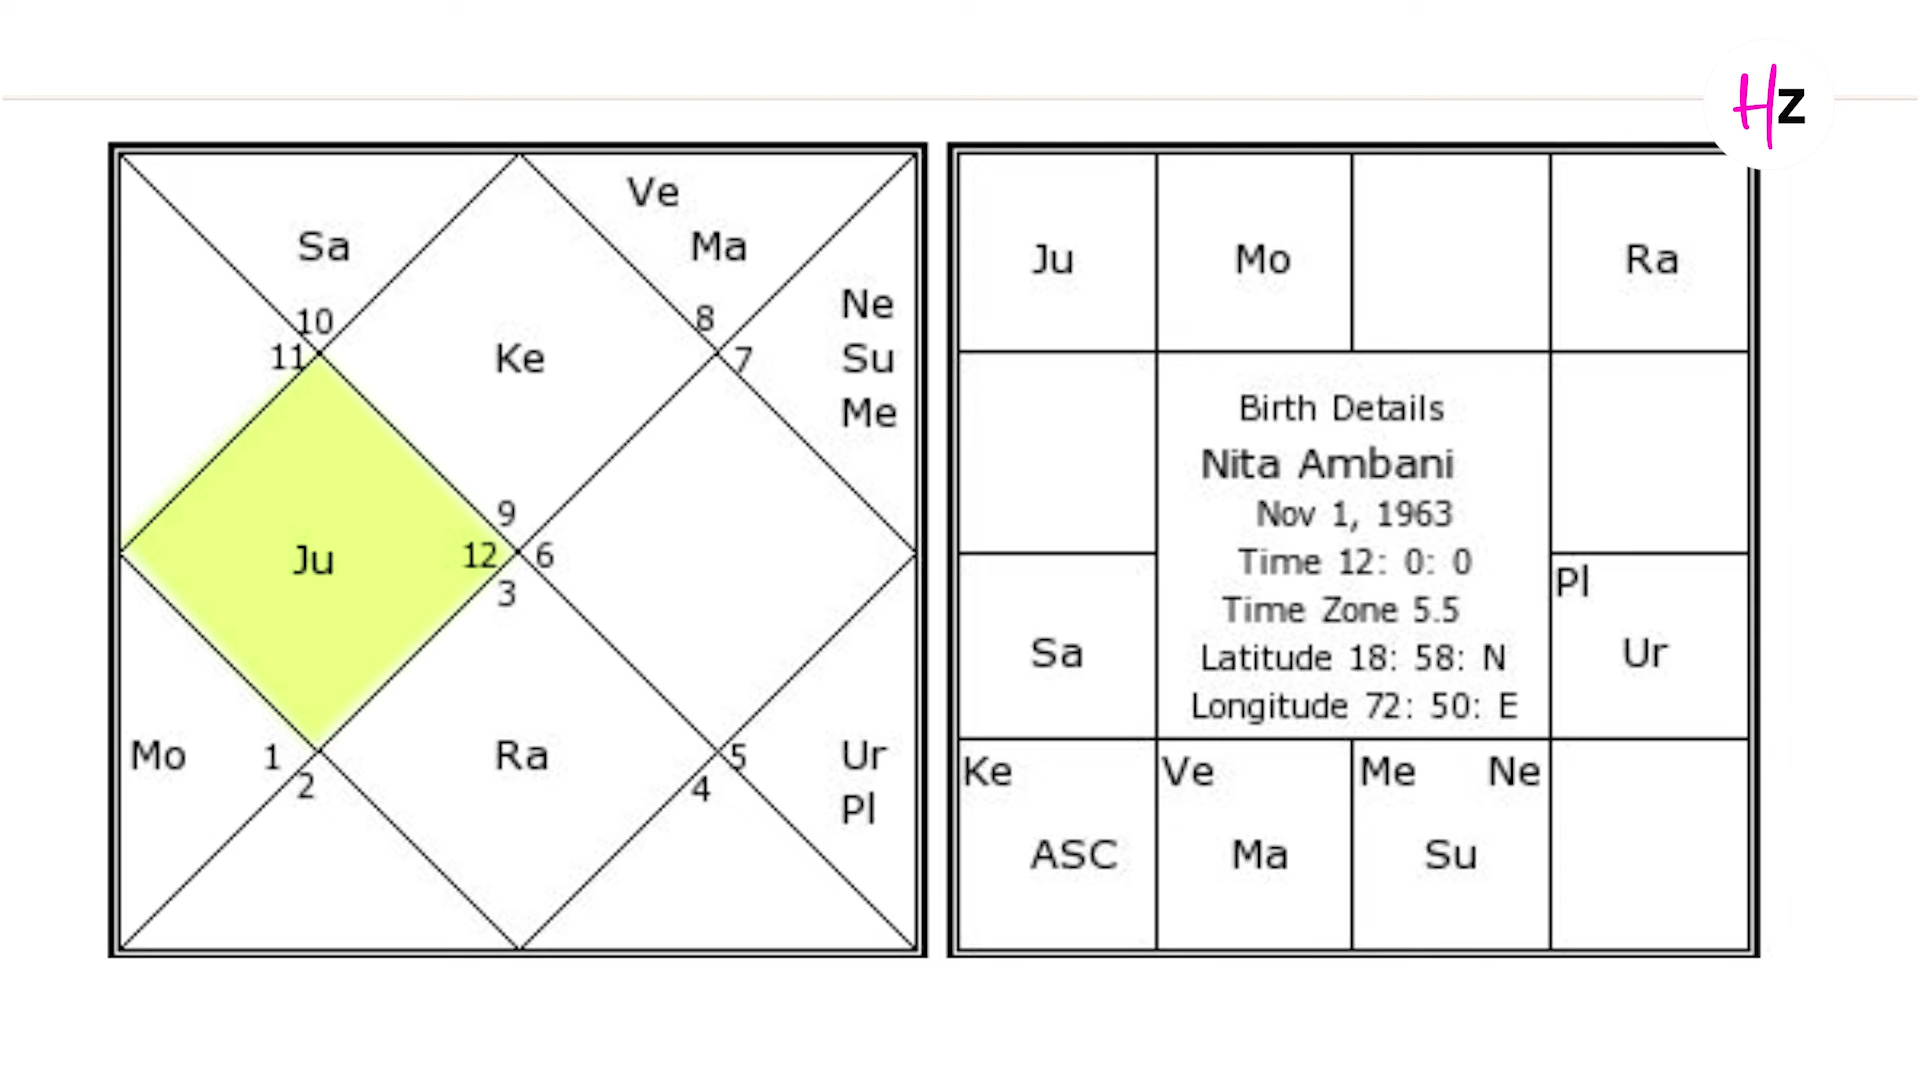 Hz
Ve
Sa
Ma
Ne
10
8
11
Ke
7
Su
Me
9
Ju
12
6
3
Mo
1
Ra
5
Ur
2
4
Pl
Ju
Mo
Ra
Birth Details
Nita Ambani
Nov 1, 1963
Time 12: 0: 0
Time Zone 5.5
Latitude 18: 58: N
Longitude 72: 50: E
Pl
Sa
Ur
Ke
Ve
Me Ne
ASC
Ma
Su